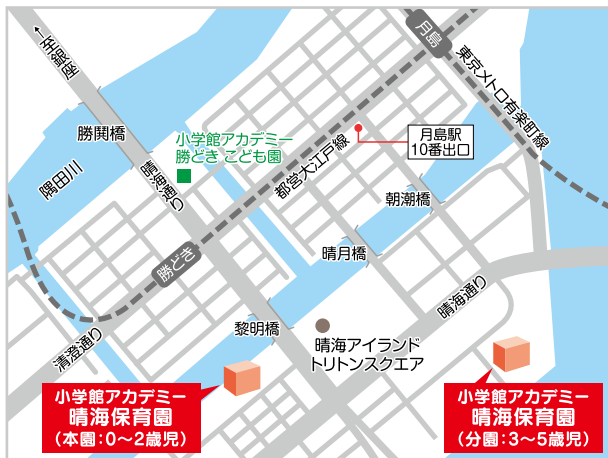 ←至銀座
月島
東京メトロ有楽町線
勝鬨橋
小学館アカデミー
勝どき こども園
月島駅
10番出口
隅田川
晴海通り
都営大江戸線
朝潮橋
勝どき
晴月橋
晴海通り
清澄通り
黎明橋
晴海アイランド
トリトンスクエア
小学館アカデミー
晴海保育園
(本園:0〜2歳児)
小学館アカデミー
晴海保育園
(分園:3〜5歳児)